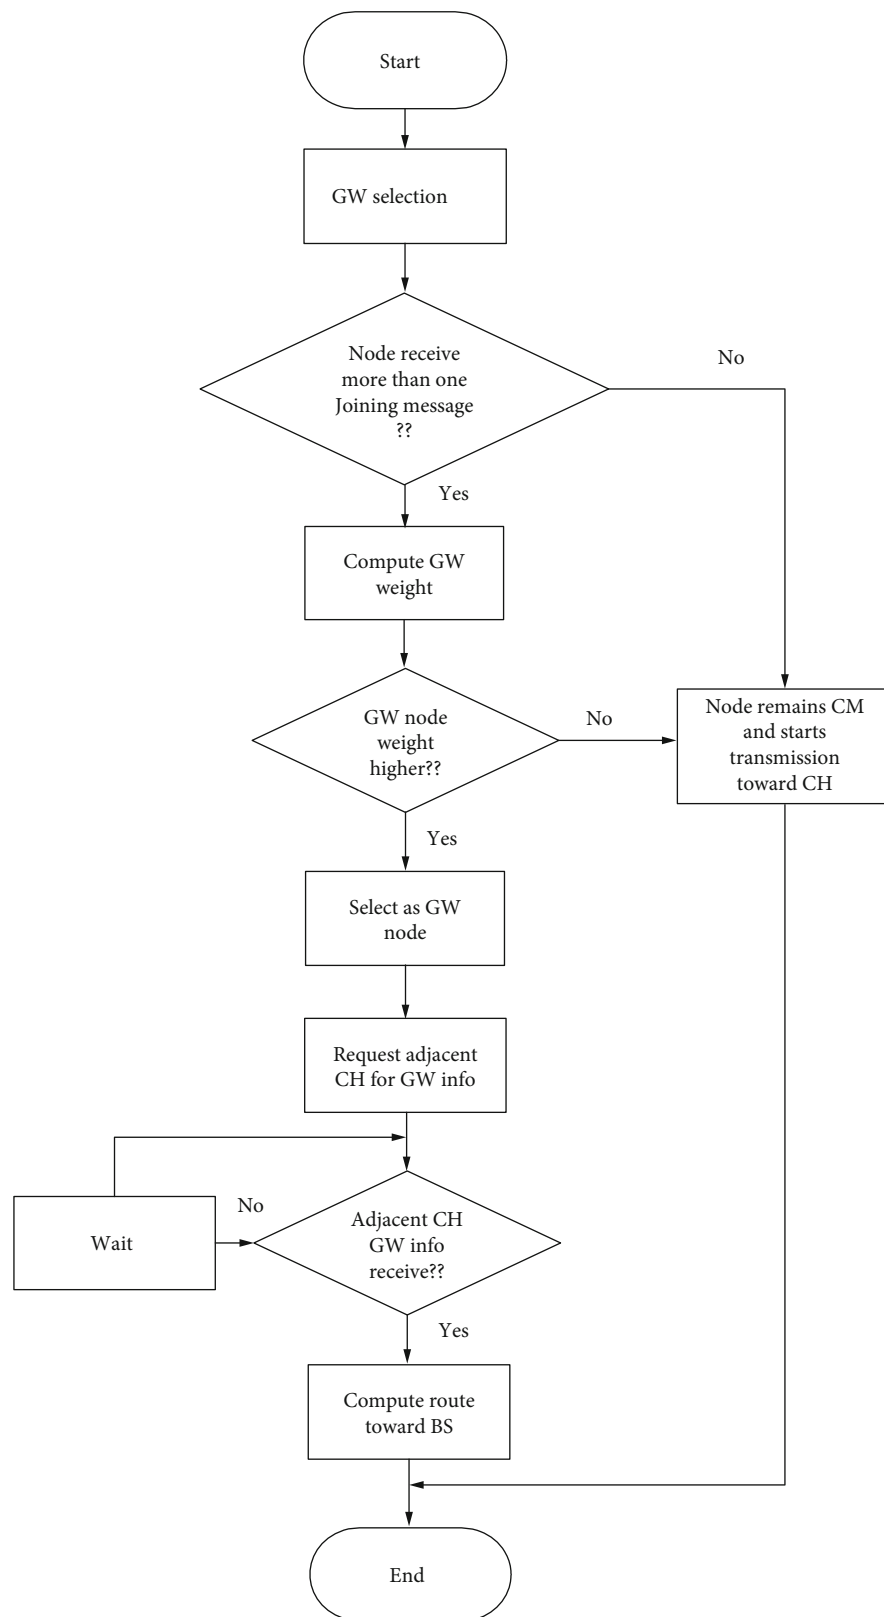 Start
GW selection
Node receive
more than one
Joining message
??
No
Yes
Compute GW
weight
GW node
weight
higher??
No
Node remains CM
and starts
transmission
toward CH
Yes
Select as GW
node
Request adjacent
CH for GW info
Wait
No
Adjacent CH
GW info
receive??
Yes
Compute route
toward BS
End